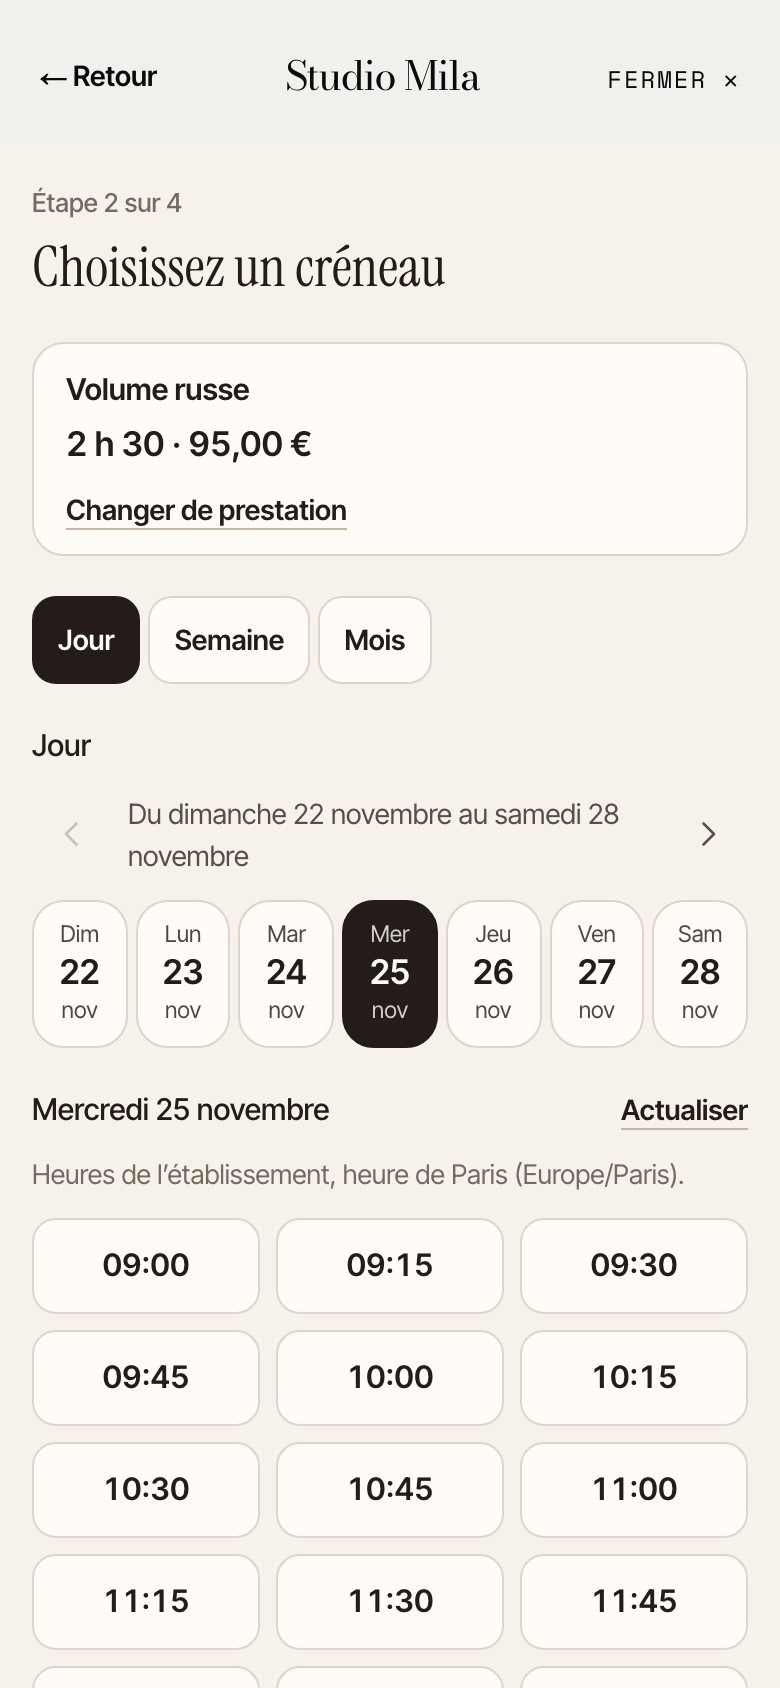 ← Retour
Studio Mila
FERMER ×
Étape 2 sur 4
Choisissez un créneau
Volume russe
2 h 30 · 95,00 €
Changer de prestation
Jour
Semaine
Mois
Jour
Du dimanche 22 novembre au samedi 28
novembre
Dim
22
nov
Lun
23
nov
Mar
24
nov
Mer
25
nov
Jeu
26
nov
Ven
27
nov
Sam
28
nov
Mercredi 25 novembre
Actualiser
Heures de l’établissement, heure de Paris (Europe/Paris).
09:00
09:15
09:30
09:45
10:00
10:15
10:30
10:45
11:00
11:15
11:30
11:45